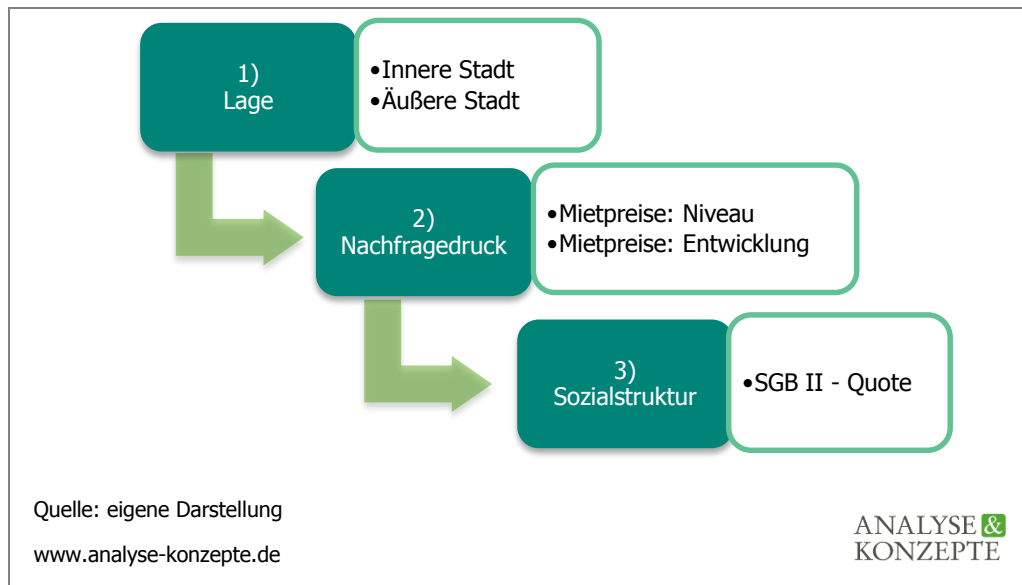 1)
Lage
•Innere Stadt
•Äußere Stadt
2)
Nachfragedruck
•Mietpreise: Niveau
•Mietpreise: Entwicklung
3)
Sozialstruktur
•SGB II - Quote
Quelle: eigene Darstellung
www.analyse-konzepte.de
ANALYSE &
KONZEPTE